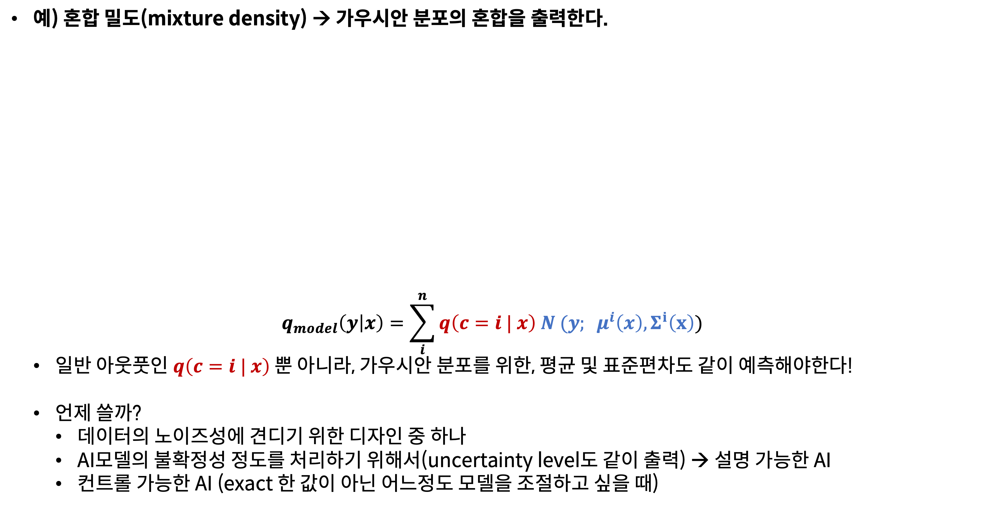 • 예) 혼합 밀도(mixture density) → 가우시안 분포의 혼합을 출력한다.
q_model(y|x) = ∑_i^n q(c = i | x) N (y; μ^i(x), Σ^i(x))
• 일반 아웃풋인 q(c = i | x) 뿐 아니라, 가우시안 분포를 위한, 평균 및 표준편차도 같이 예측해야한다!
• 언제 쓸까?
• 데이터의 노이즈성에 견디기 위한 디자인 중 하나
• AI모델의 불확정성 정도를 처리하기 위해서(uncertainty level도 같이 출력) → 설명 가능한 AI
• 컨트롤 가능한 AI (exact 한 값이 아닌 어느정도 모델을 조절하고 싶을 때)